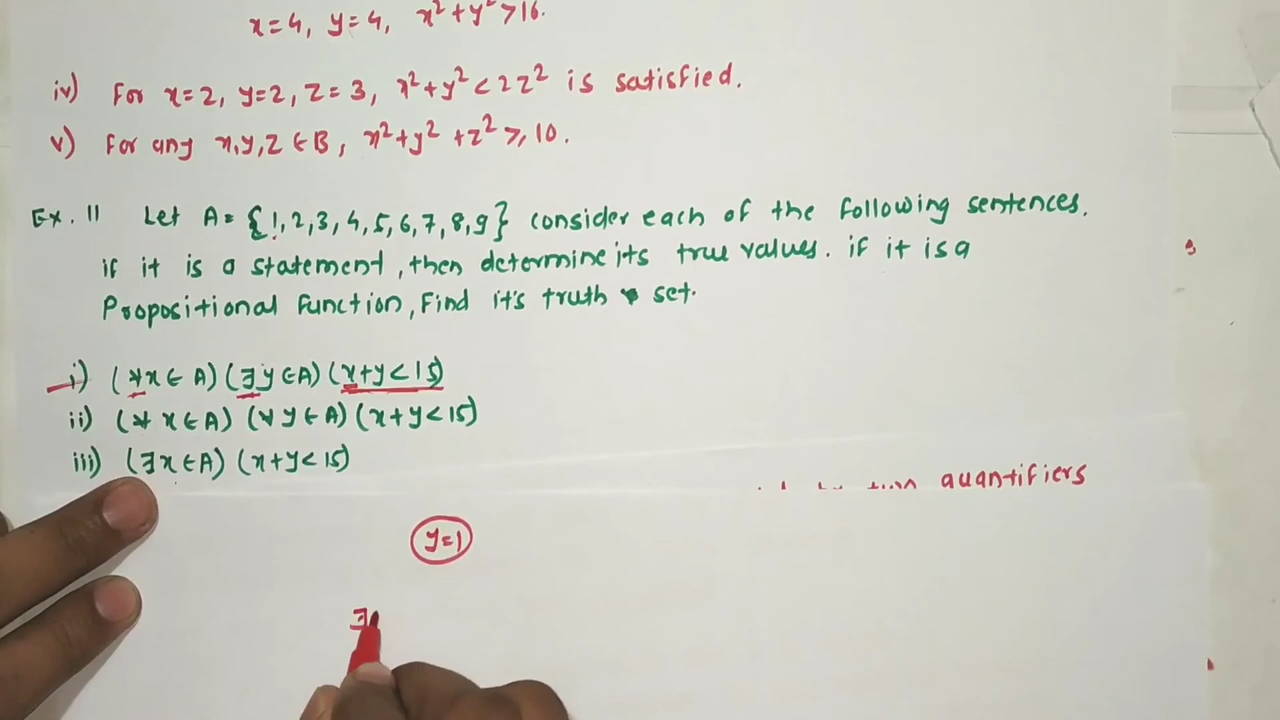 x=4, y=4, x²+y²>16.
iv) For x=2, y=2, z=3, x²+y²<2z² is satisfied.
v) For any x,y,z ∈ B, x²+y²+z² ≥ 10.
Ex. 11 Let A = {1,2,3,4,5,6,7,8,9} consider each of the following sentences.
if it is a statement, then determine its true values. if it is a
Propositional function, Find it's truth set.
i) (∀x ∈ A) (∃y ∈ A) (x+y<15)
ii) (∀ x ∈ A) (∀ y ∈ A) (x+y<15)
iii) (∃x ∈ A) (x+y<15)
quantifiers
y=1
∃